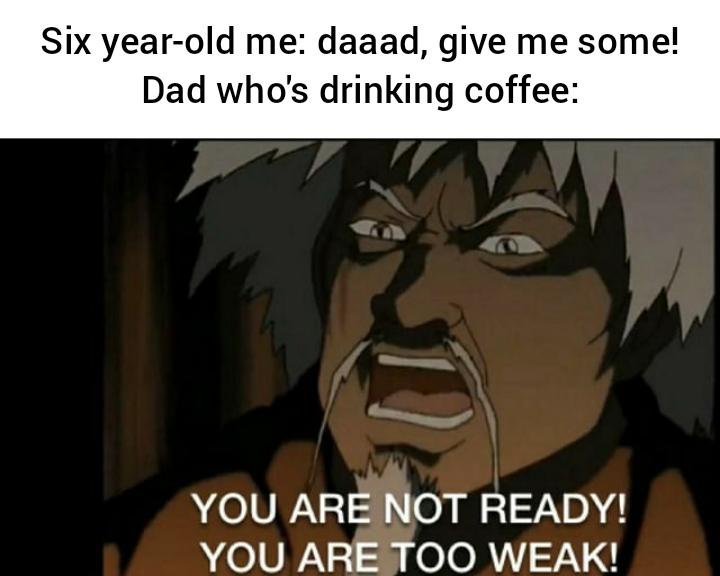 Six year-old me: daaad, give me some!
Dad who's drinking coffee:
YOU ARE NOT READY!
YOU ARE TOO WEAK!